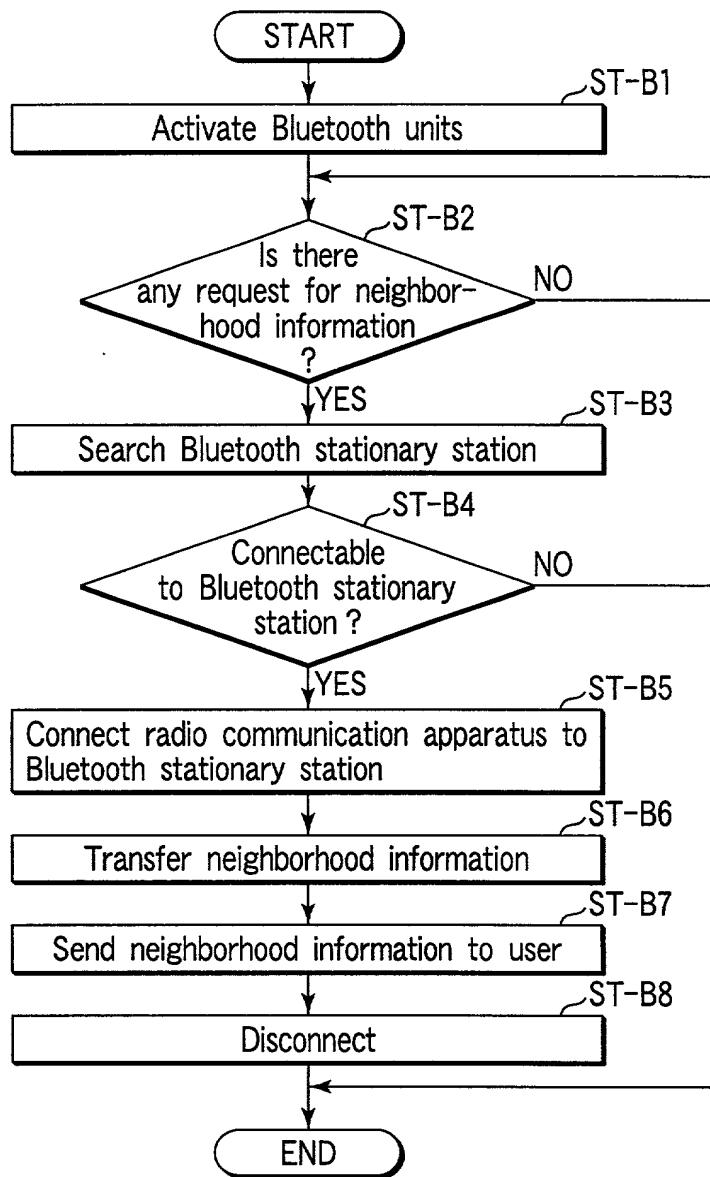 START
ST-B1
Activate Bluetooth units
ST-B2
Is there
any request for neighbor-
hood information
?
NO
YES
ST-B3
Search Bluetooth stationary station
ST-B4
Connectable
to Bluetooth stationary
station ?
NO
YES
ST-B5
Connect radio communication apparatus to
Bluetooth stationary station
ST-B6
Transfer neighborhood information
ST-B7
Send neighborhood information to user
ST-B8
Disconnect
END